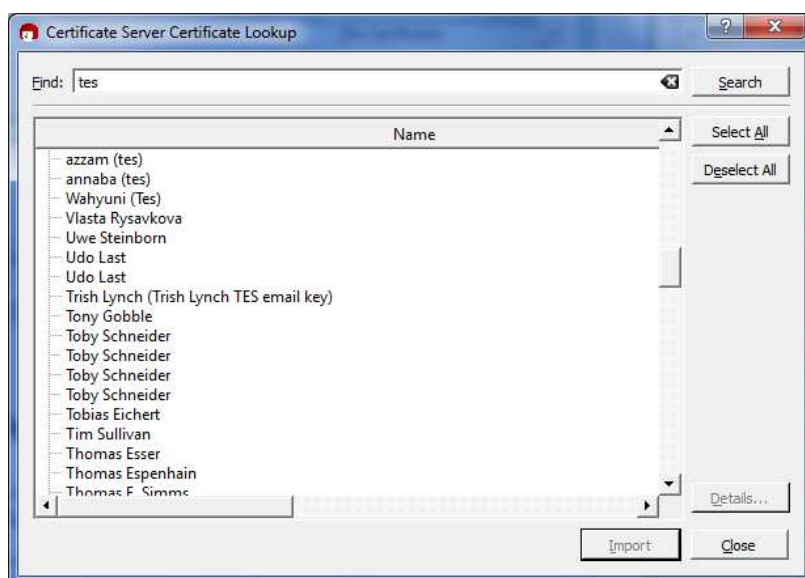 Certificate Server Certificate Lookup
Find: tes
Search
Name
Select All
Deselect All
azzam (tes)
annaba (tes)
Wahyuni (Tes)
Vlasta Rysavkova
Uwe Steinborn
Udo Last
Udo Last
Trish Lynch (Trish Lynch TES email key)
Tony Gobble
Toby Schneider
Toby Schneider
Toby Schneider
Toby Schneider
Tobias Eichert
Tim Sullivan
Thomas Esser
Thomas Espenhain
Thomas E. Simms
Details...
Import
Close